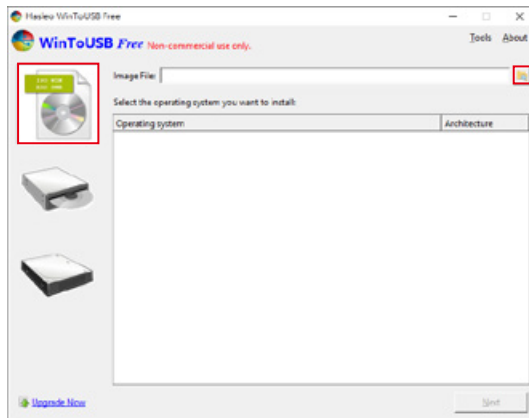 Hasleo WinToUSB Free
WinToUSB Free Non-commercial use only.
Tools About
Image File:
Select the operating system you want to install:
Operating system Architecture
Upgrade Now
Next